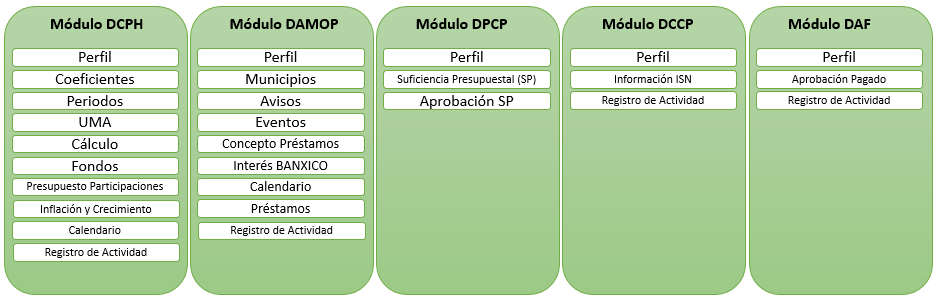 Módulo DCPH
Perfil
Coeficientes
Periodos
UMA
Cálculo
Fondos
Presupuesto Participaciones
Inflación y Crecimiento
Calendario
Registro de Actividad
Módulo DAMOP
Perfil
Municipios
Avisos
Eventos
Concepto Préstamos
Interés BANXICO
Calendario
Préstamos
Registro de Actividad
Módulo DPCP
Perfil
Suficiencia Presupuestal (SP)
Aprobación SP
Módulo DCCP
Perfil
Información ISN
Registro de Actividad
Módulo DAF
Perfil
Aprobación Pagado
Registro de Actividad